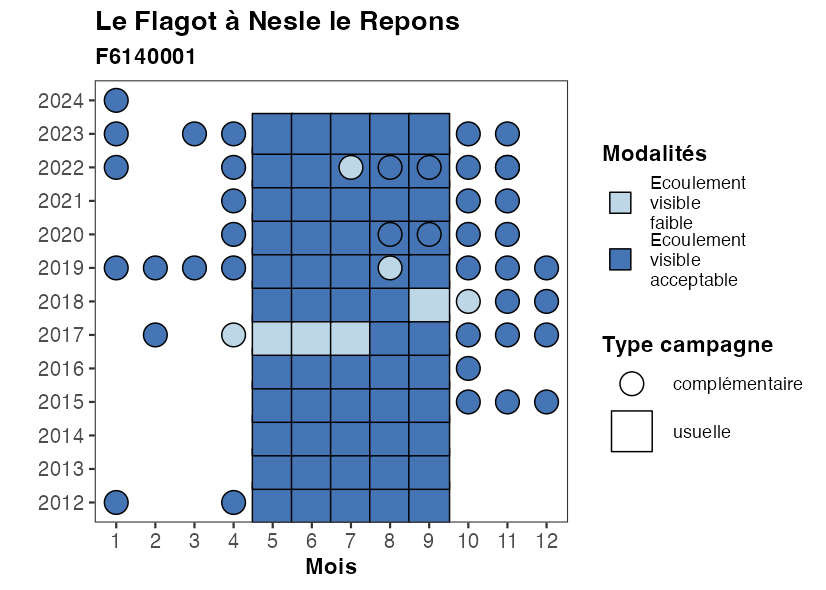 Le Flagot à Nesle le Repons
F6140001
2024
2023
2022
2021
2020
2019
2018
2017
2016
2015
2014
2013
2012
1 2 3 4 5 6 7 8 9 10 11 12
Mois
Modalités
Ecoulement
visible
faible
Ecoulement
visible
acceptable
Type campagne
complémentaire
usuelle